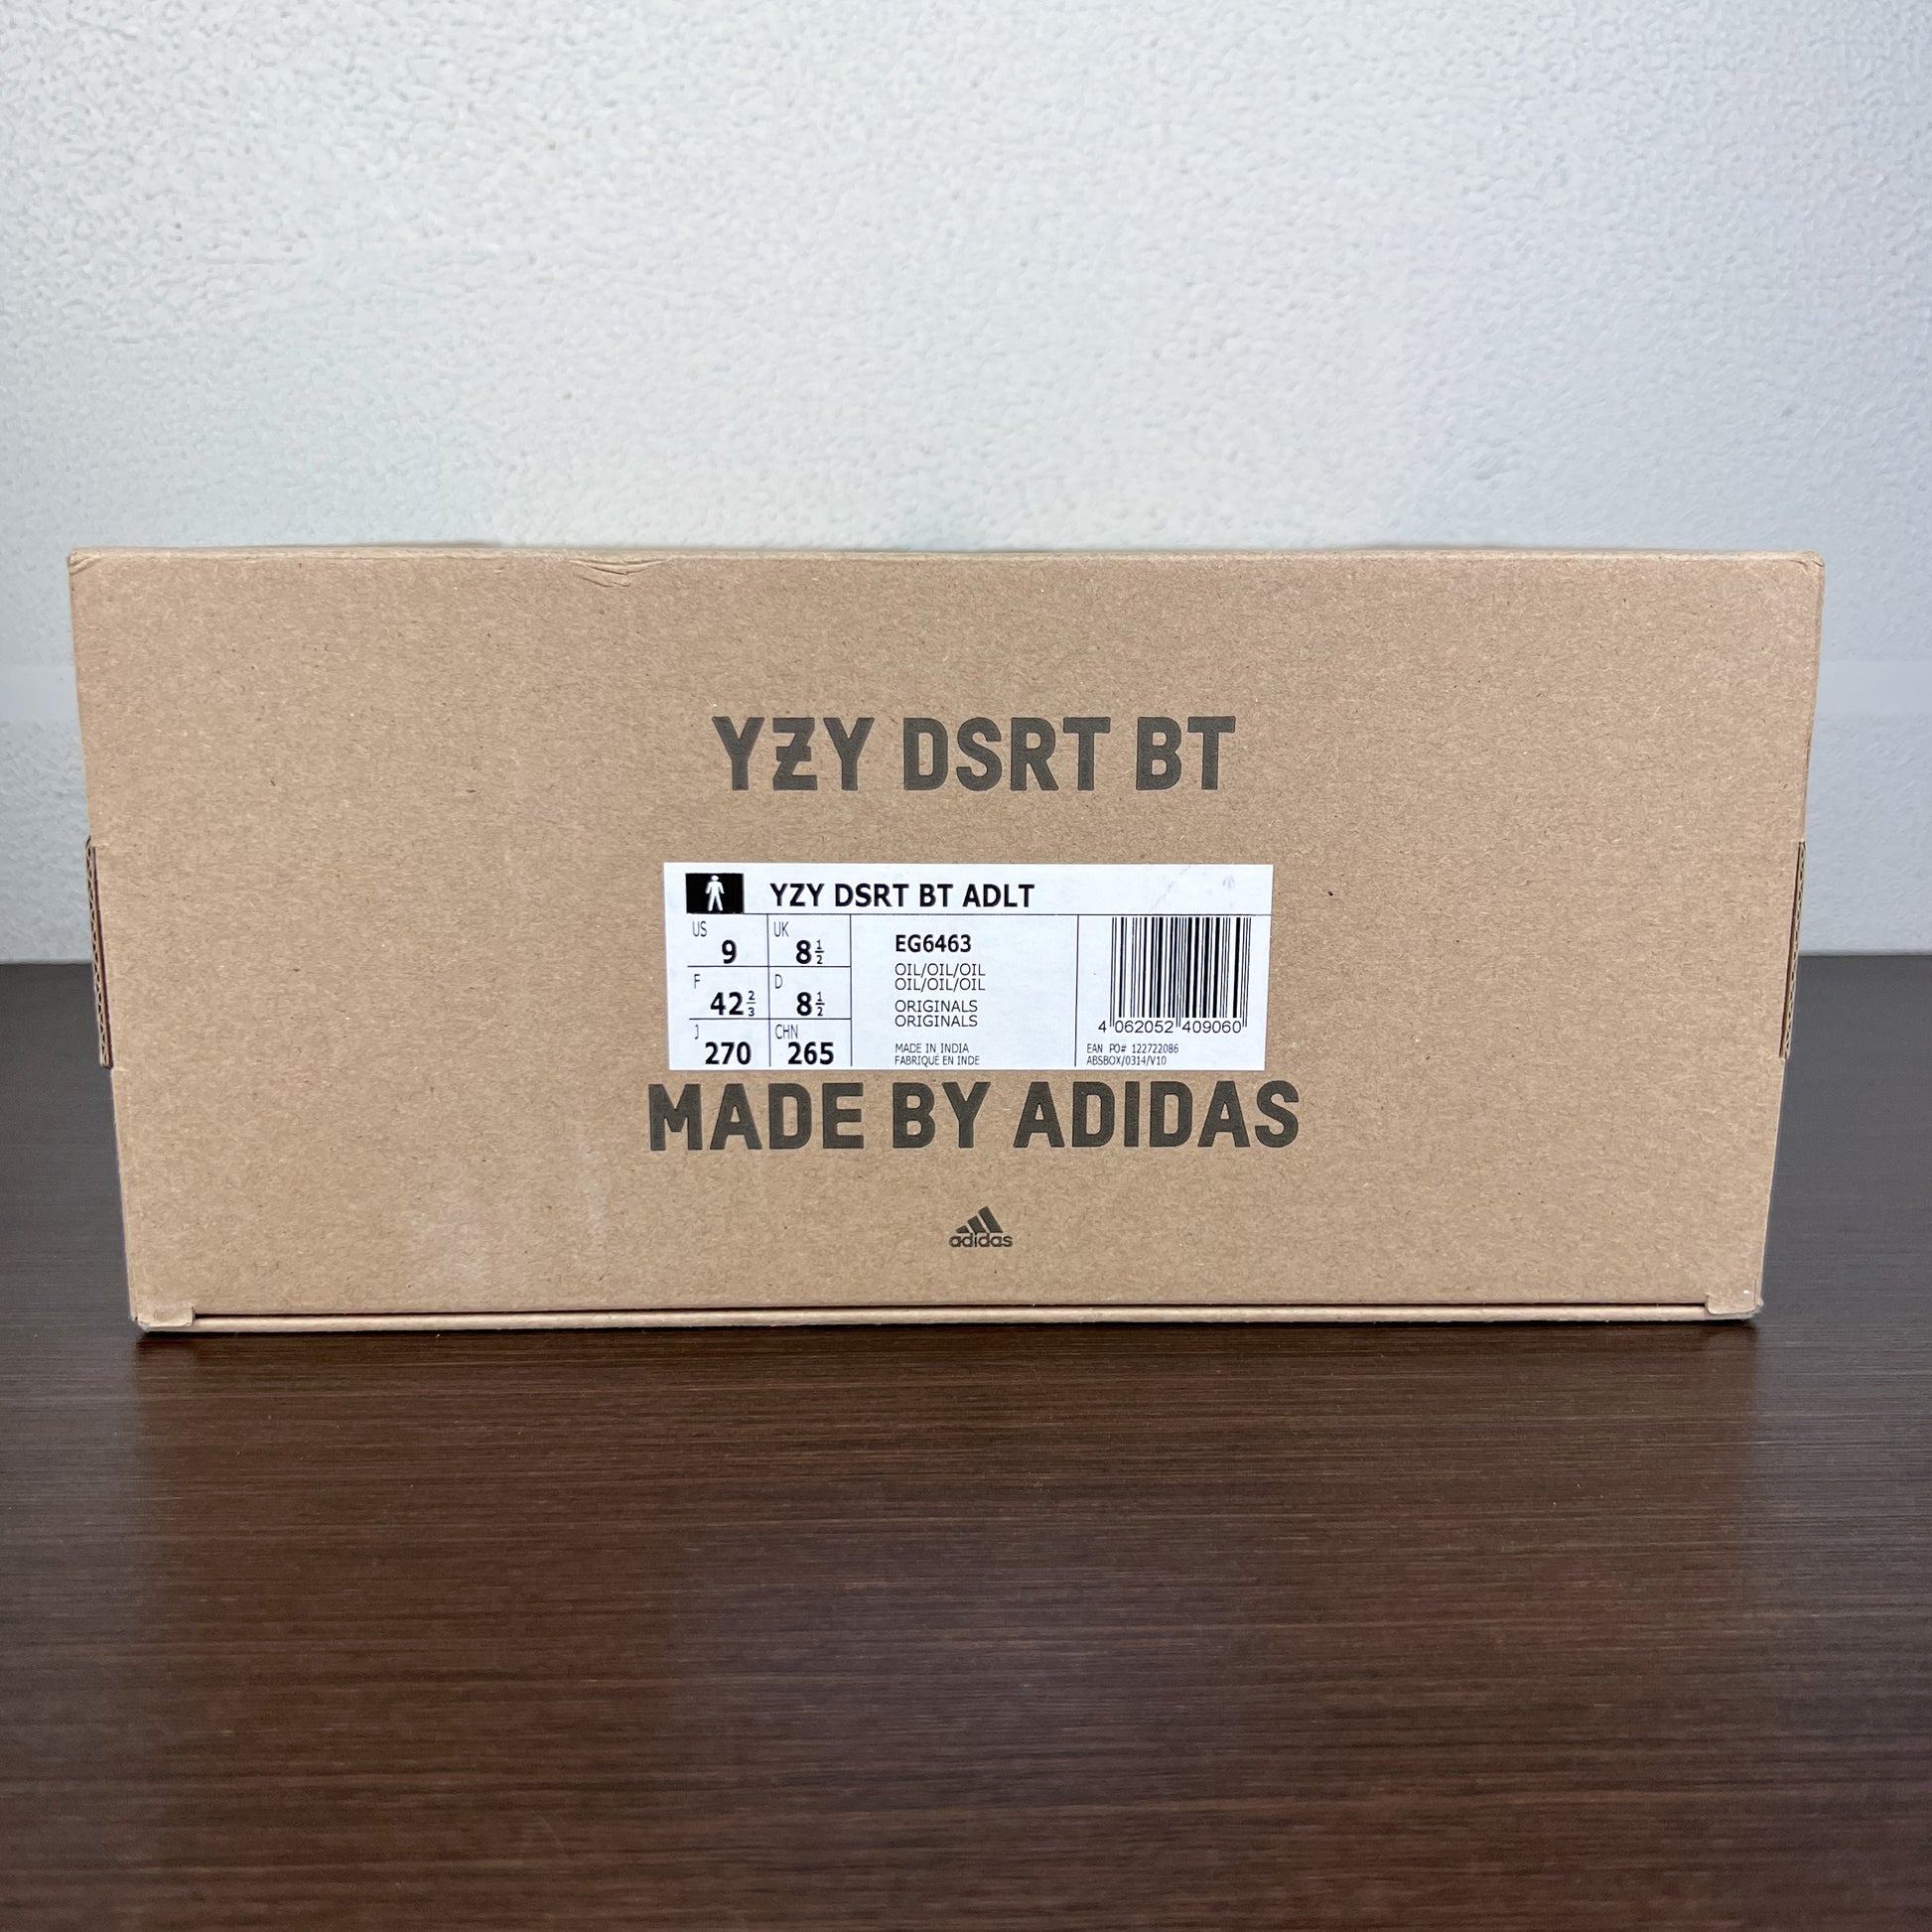 YZY DSRT BT
YZY DSRT BT ADLT
US 9 UK 8 1/2
F 42 2/3 D 8 1/2
J 270 CHN 265
EG6463
OIL/OIL/OIL
OIL/OIL/OIL
ORIGINALS
ORIGINALS
MADE IN INDIA
FABRIQUÉ EN INDE
4 062052 409060
EAN PO# 122722086
ABSBOX/0314/V10
MADE BY ADIDAS
adidas